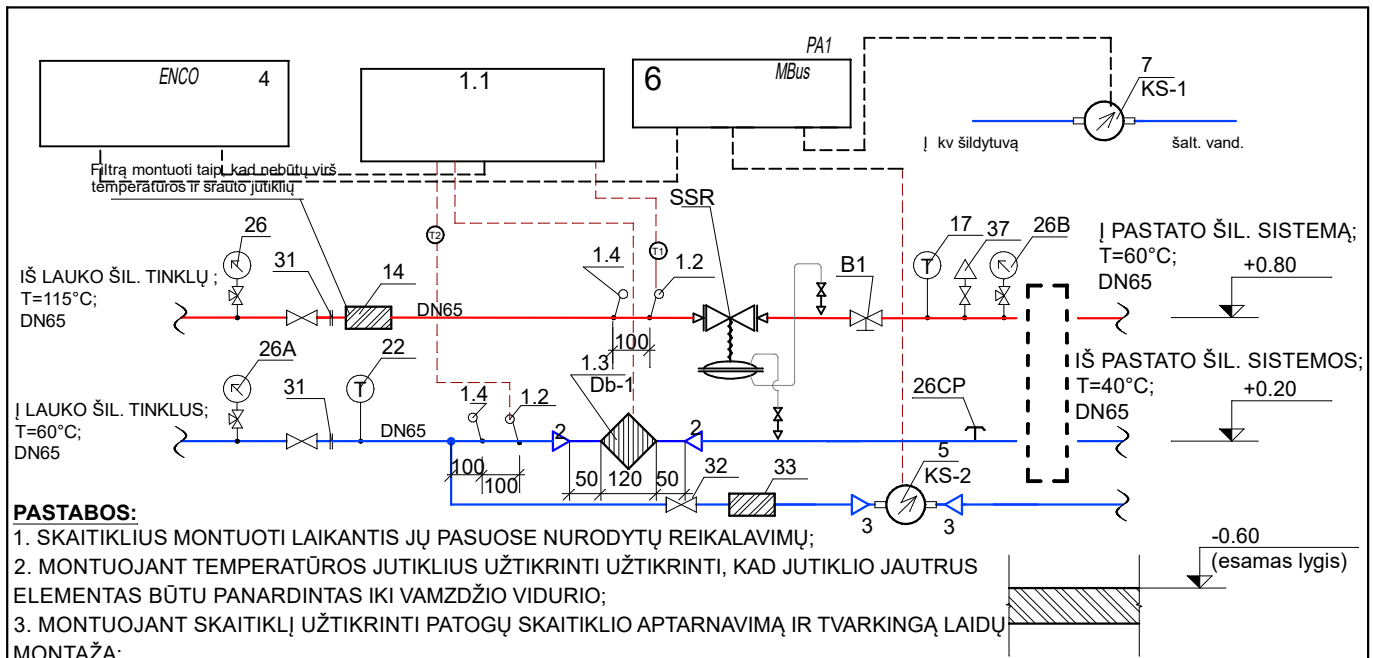 PA1
ENCO 4
1.1
6 MBus
7
KS-1
Į kv šildytuvą
šalt. vand.
Filtrą montuoti taip, kad nebūtų virš
temperatūros ir srauto jutiklių
SSR
T2
T1
26
31
14
1.4
1.2
B1
17
37
26B
Į PASTATO ŠIL. SISTEMĄ;
T=60°C;
DN65
+0.80
IŠ LAUKO ŠIL. TINKLŲ ;
T=115°C;
DN65
DN65
100
26A
31
22
1.4
1.2
1.3
Db-1
26CP
IŠ PASTATO ŠIL. SISTEMOS;
T=40°C;
DN65
+0.20
Į LAUKO ŠIL. TINKLUS;
T=60°C;
DN65
DN65
2
2
100
100
50
120
50
32
33
5
KS-2
3
3
PASTABOS:
1. SKAITIKLIUS MONTUOTI LAIKANTIS JŲ PASUOSE NURODYTŲ REIKALAVIMŲ;
2. MONTUOJANT TEMPERATŪROS JUTIKLIUS UŽTIKRINTI UŽTIKRINTI, KAD JUTIKLIO JAUTRUS
ELEMENTAS BŪTU PANARDINTAS IKI VAMZDŽIO VIDURIO;
3. MONTUOJANT SKAITIKLĮ UŽTIKRINTI PATOGŲ SKAITIKLIO APTARNAVIMĄ IR TVARKINGĄ LAIDŲ
MONTAŽĄ;
-0.60
(esamas lygis)